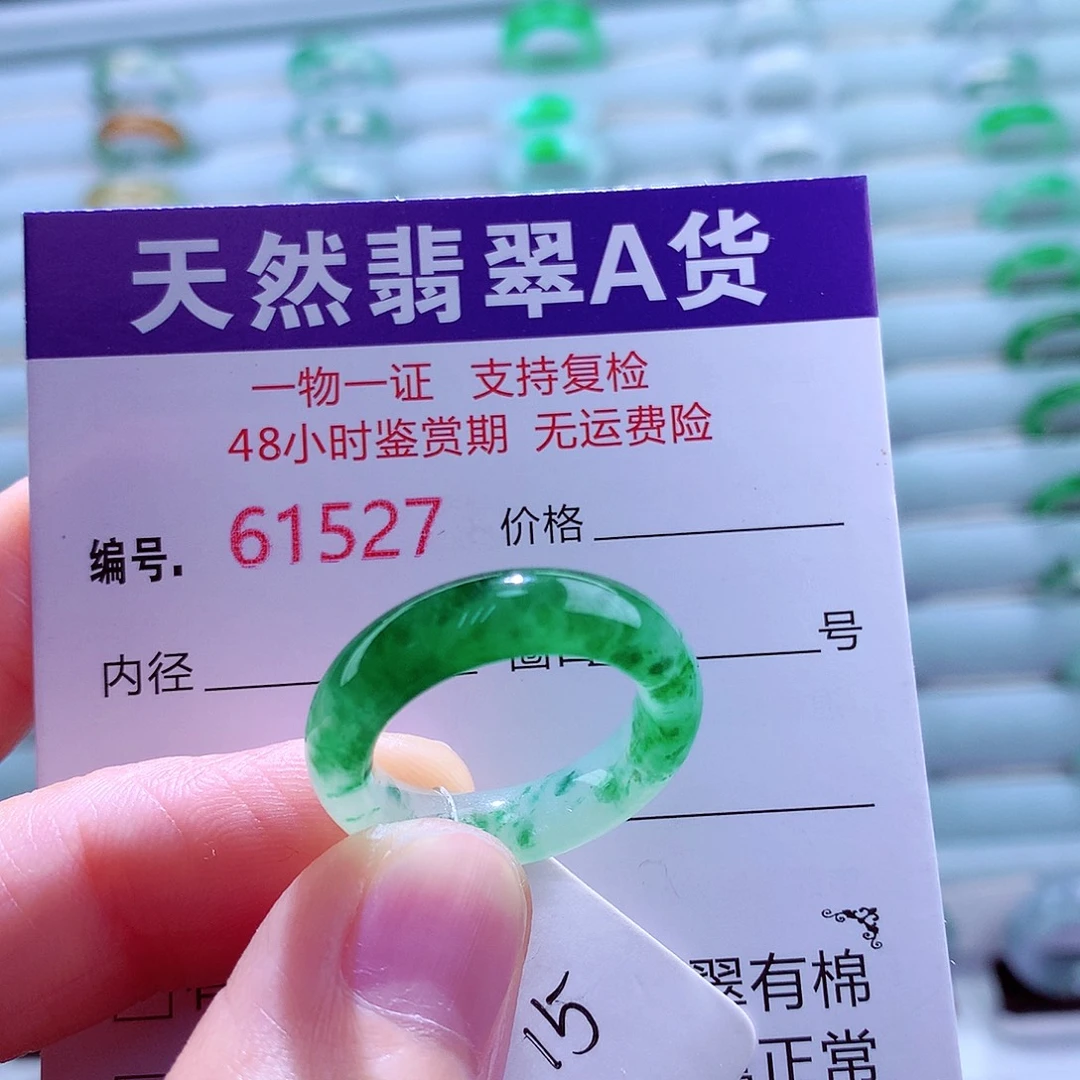 天然翡翠A货
一物一证 支持复检
48小时鉴赏期 无运费险
编号. 61527 价格
内径 号
翠有棉
正常
15